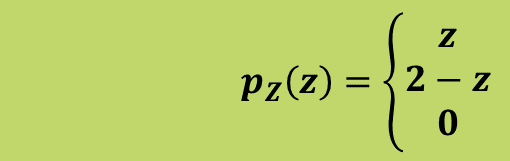 z
p_Z(z) = { 2 − z
0